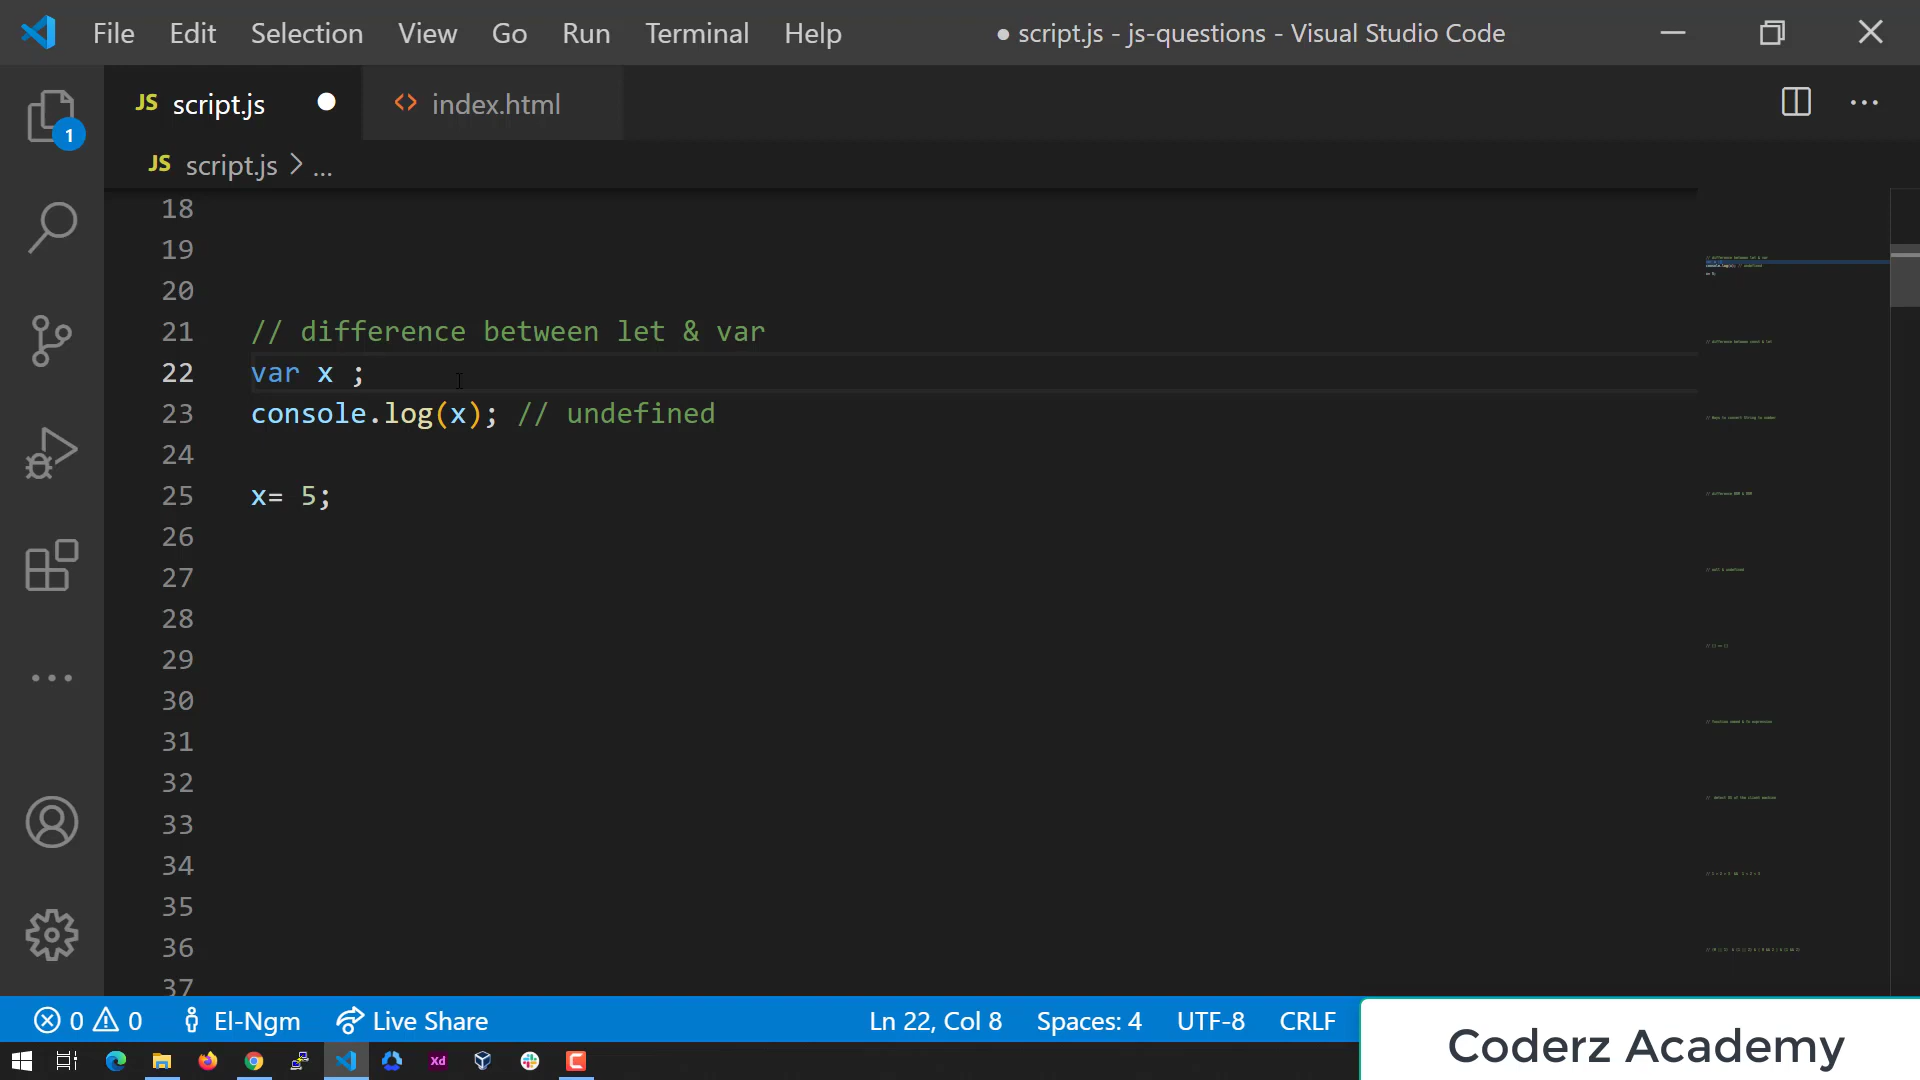 File Edit Selection View Go Run Terminal Help ● script.js - js-questions - Visual Studio Code
JS script.js ● <> index.html
1
JS script.js > ...
18
19
20
21 // difference between let & var
22 var x ;
23 console.log(x); // undefined
24
25 x= 5;
26
27
28
29
30
31
32
33
34
35
36
37
0 0 El-Ngm Live Share Ln 22, Col 8 Spaces: 4 UTF-8 CRLF
Xd
Coderz Academy